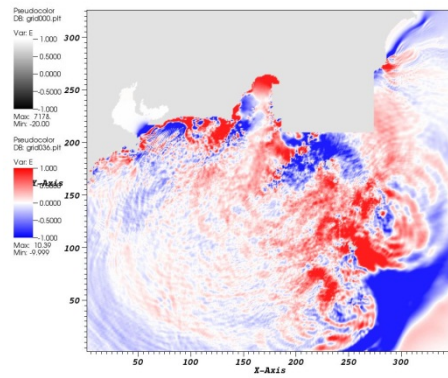 Pseudocolor
DB: grid000.plt
Var: E
1.000
0.5000
0.0000
-0.5000
-1.000
Max: 7178.
Min: -20.00
Pseudocolor
DB: grid036.plt
Var: E
1.000
0.5000
Y-Axis
0.0000
-0.5000
-1.000
Max: 10.39
Min: -9.999
300
250
200
150
100
50
50
100
150
200
250
300
X-Axis